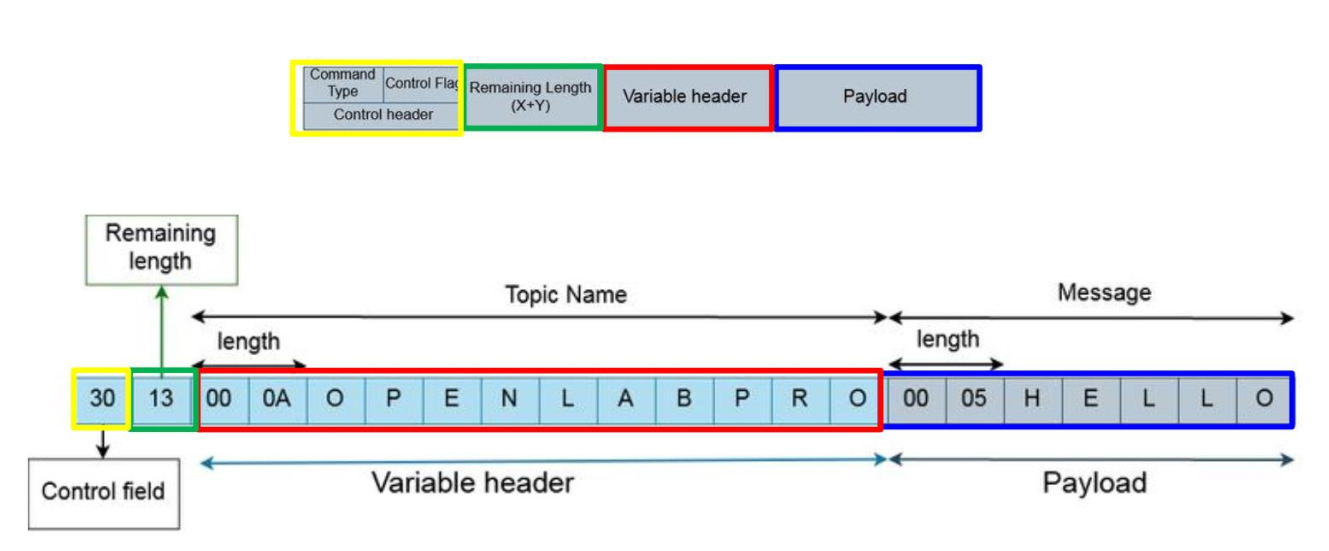 Command
Type
Control Flag
Control header
Remaining Length
(X+Y)
Variable header
Payload
Remaining
length
Topic Name
Message
length
length
30 13 00 0A O P E N L A B P R O 00 05 H E L L O
Control field
Variable header
Payload